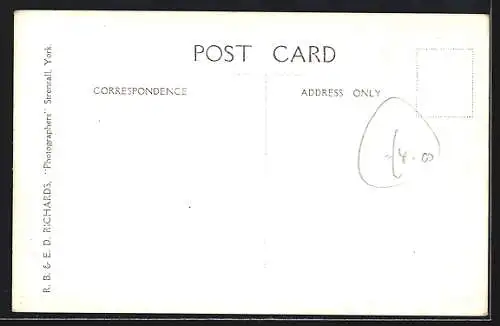 POST CARD
CORRESPONDENCE
ADDRESS ONLY
R. B. & E. D. RICHARDS, "Photographers" Strensall, York.